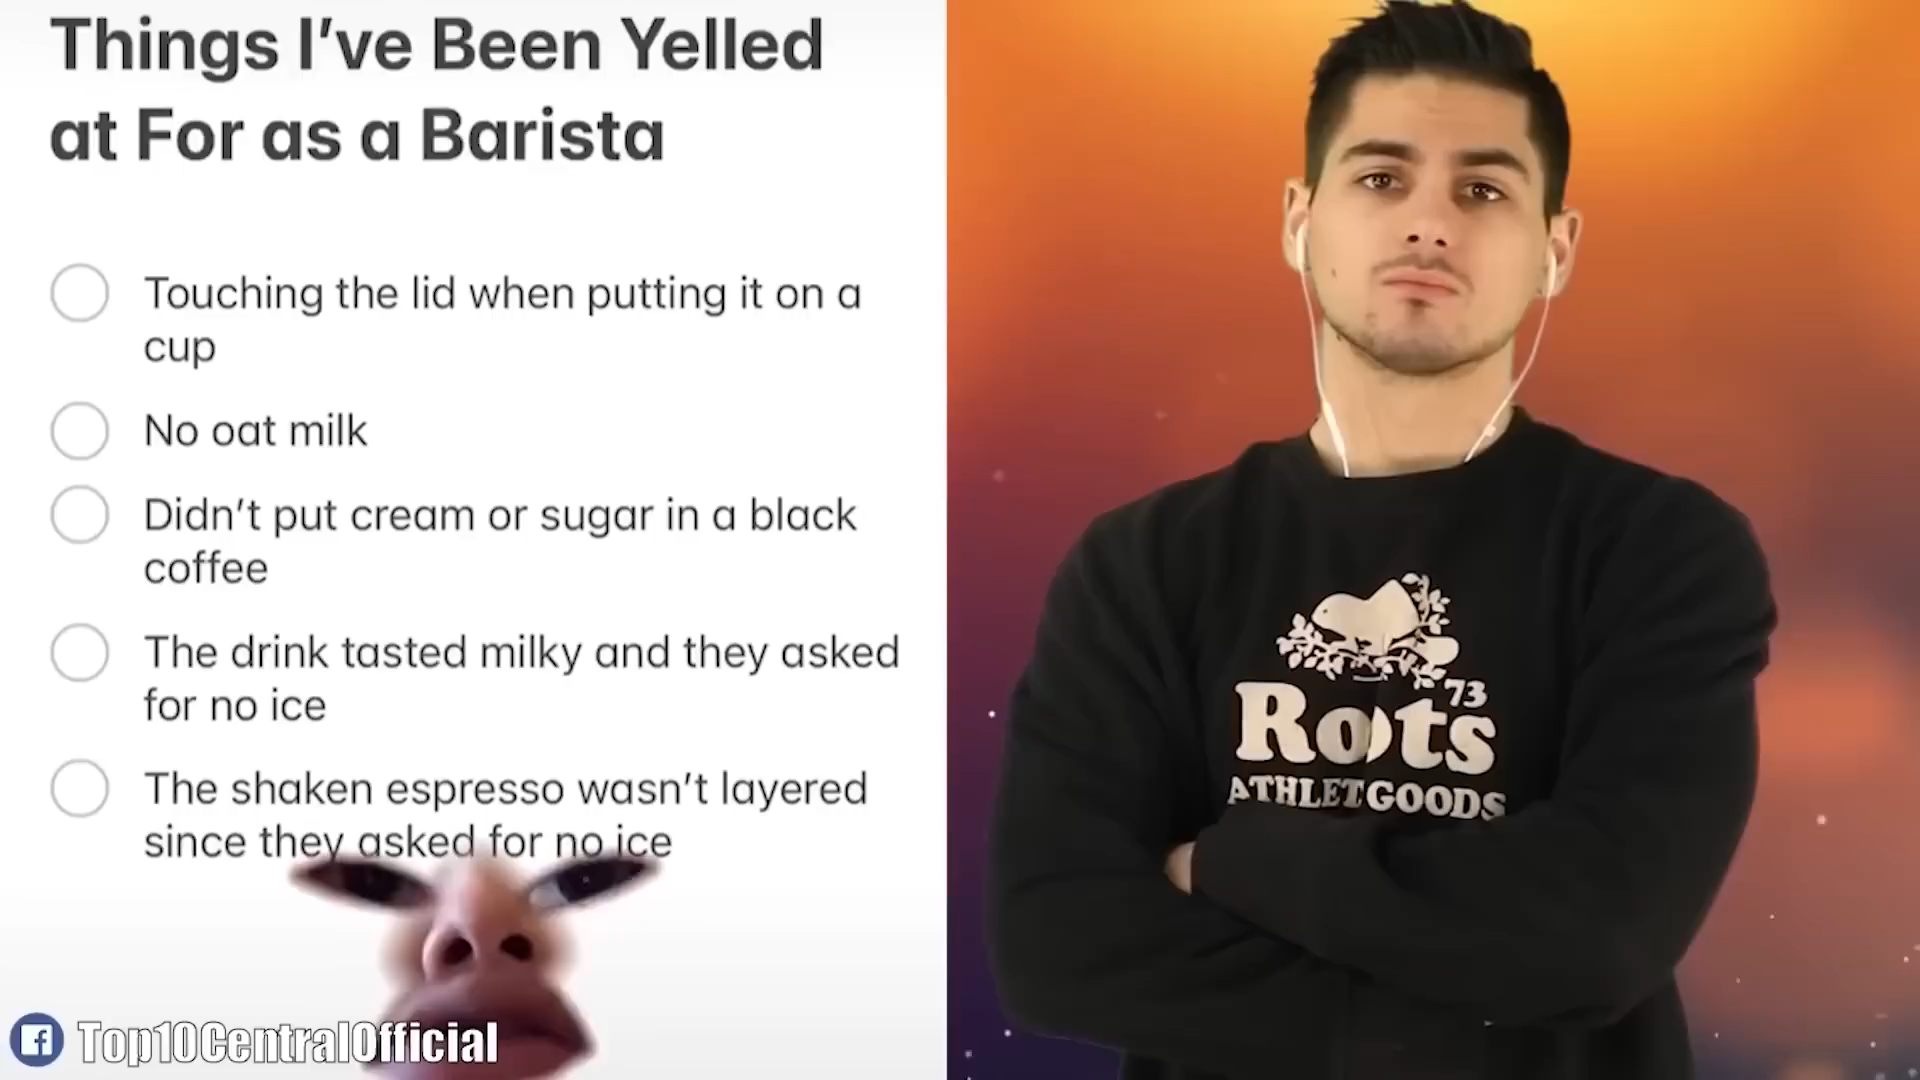 Things I’ve Been Yelled
at For as a Barista
Touching the lid when putting it on a
cup
No oat milk
Didn’t put cream or sugar in a black
coffee
The drink tasted milky and they asked
for no ice
The shaken espresso wasn’t layered
since they asked for no ice
Top10CentralOfficial
73
Roots
ATHLET GOODS